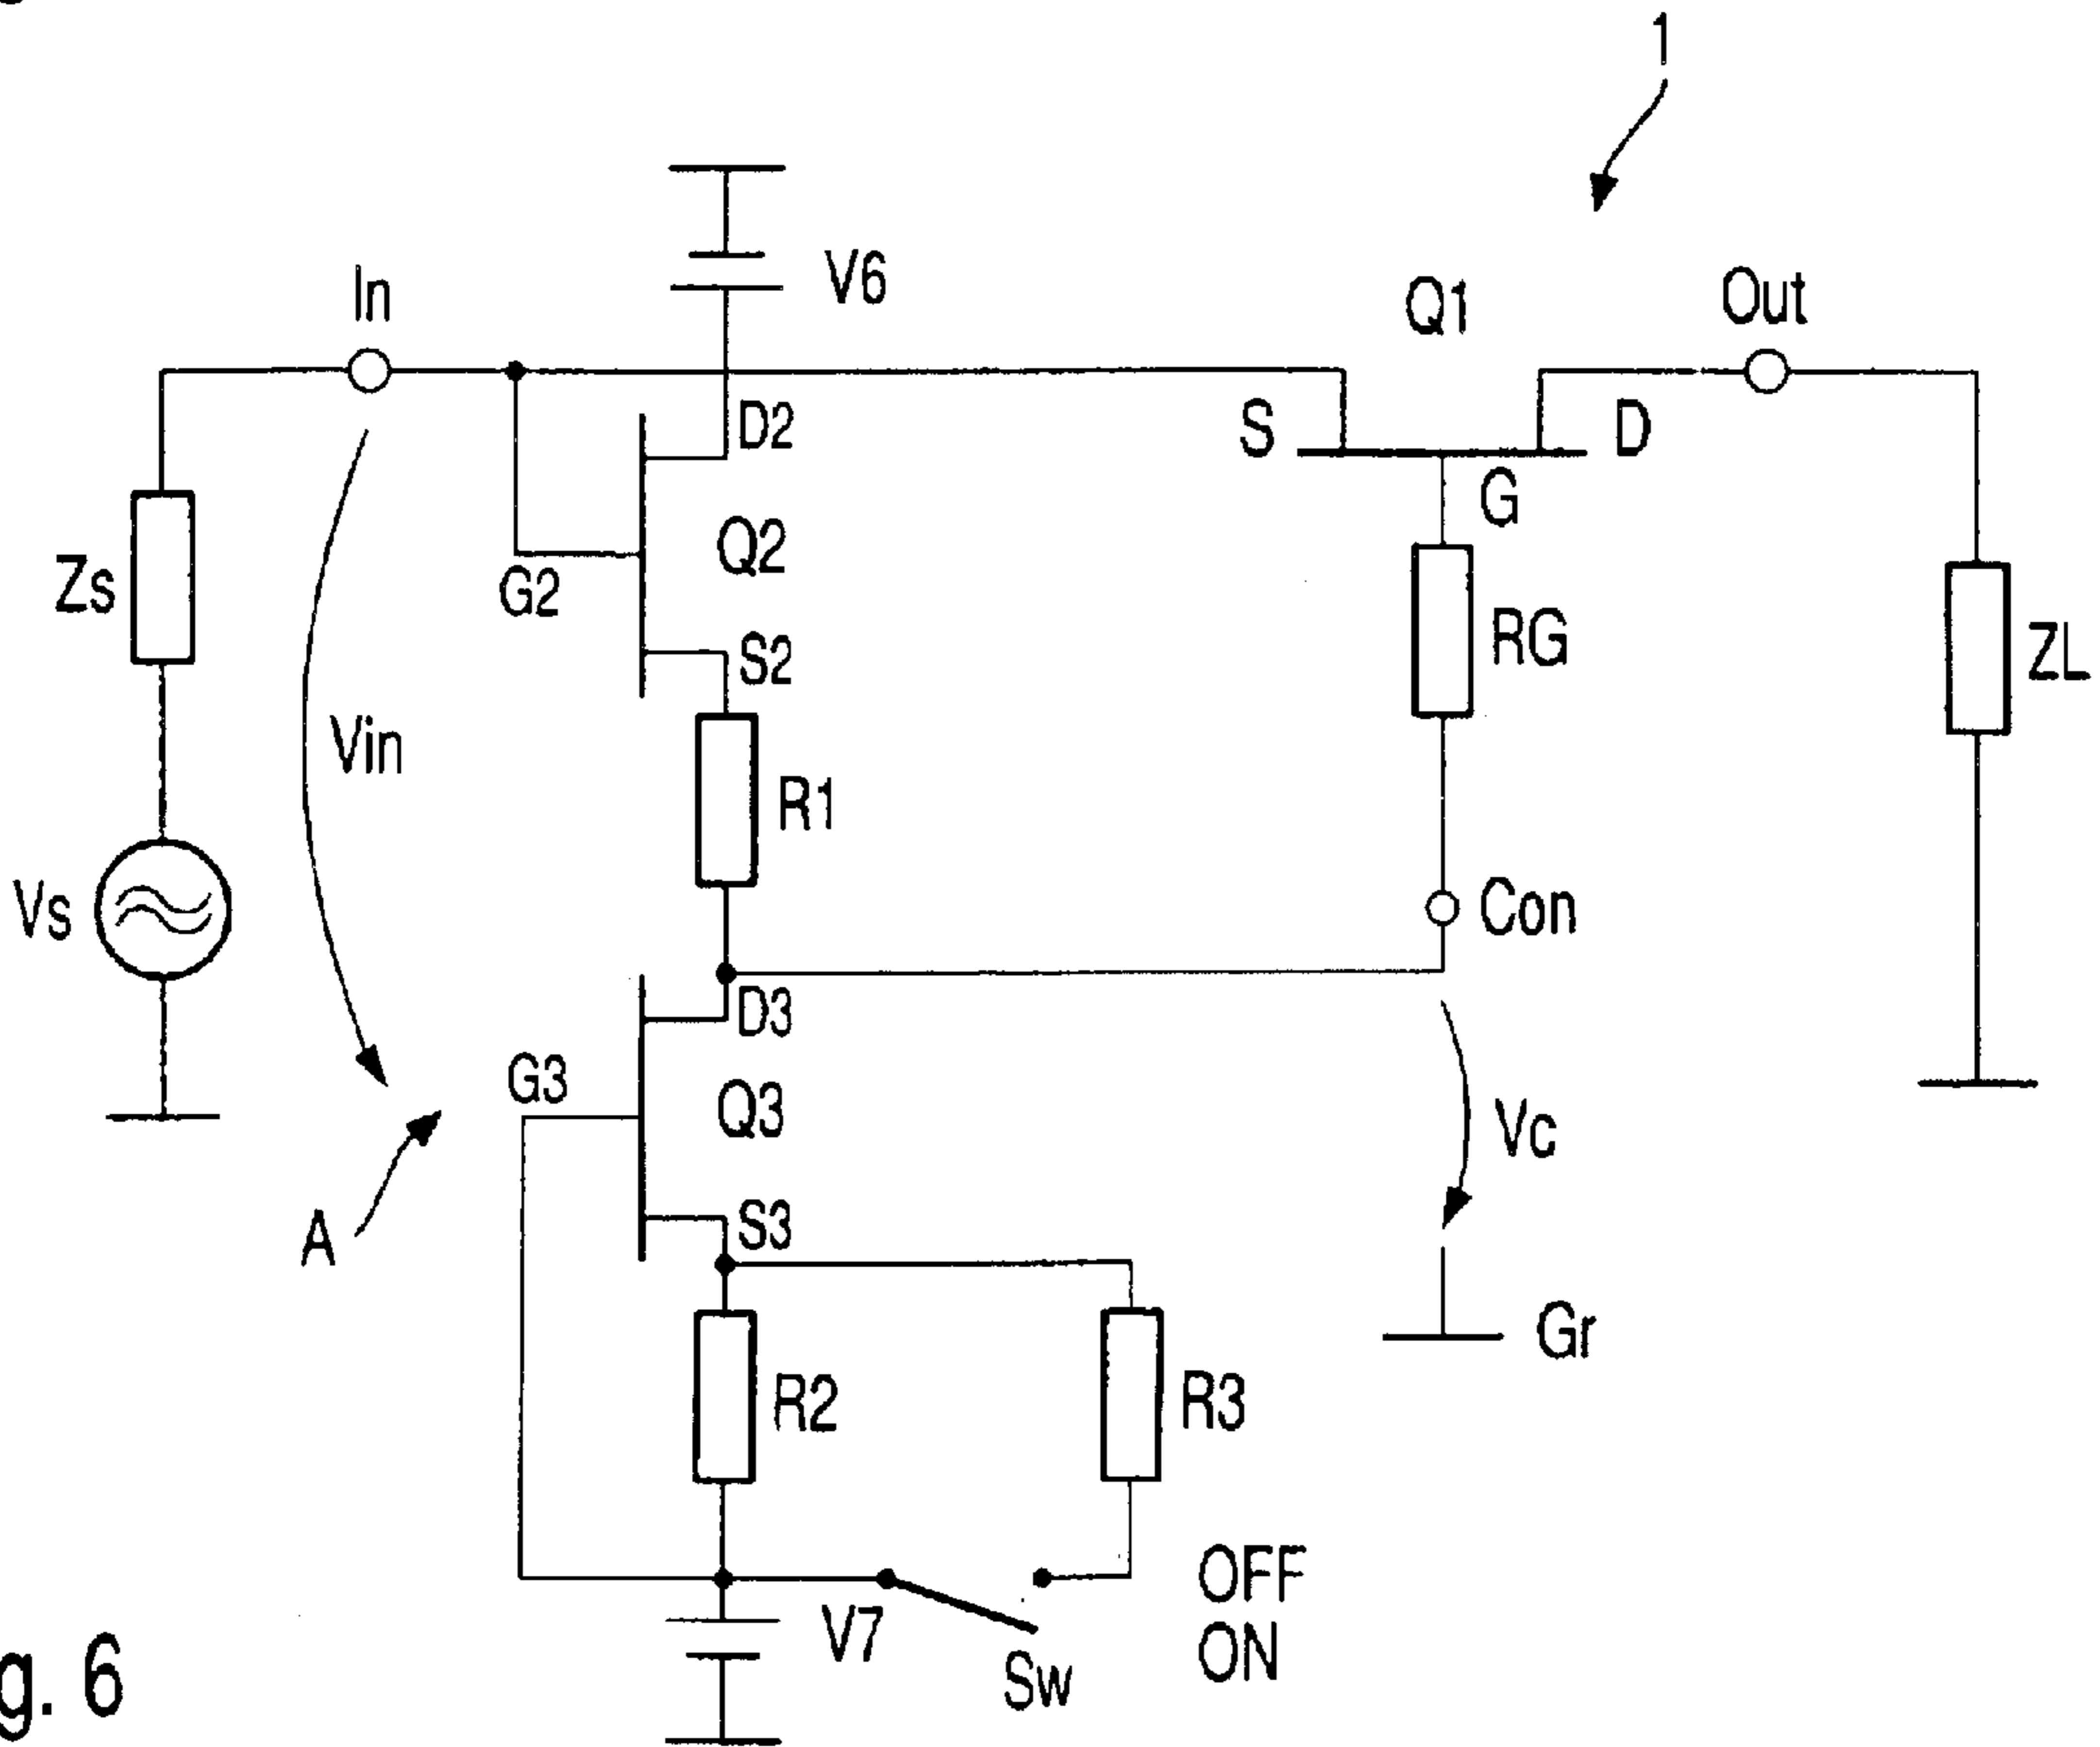 1
In
V6
Q1
Out
D2
S
D
G
Q2
Zs
G2
RG
S2
ZL
Vin
R1
Vs
Con
D3
G3
Q3
Vc
A
S3
Gr
R2
R3
OFF
V7
ON
Sw
g. 6